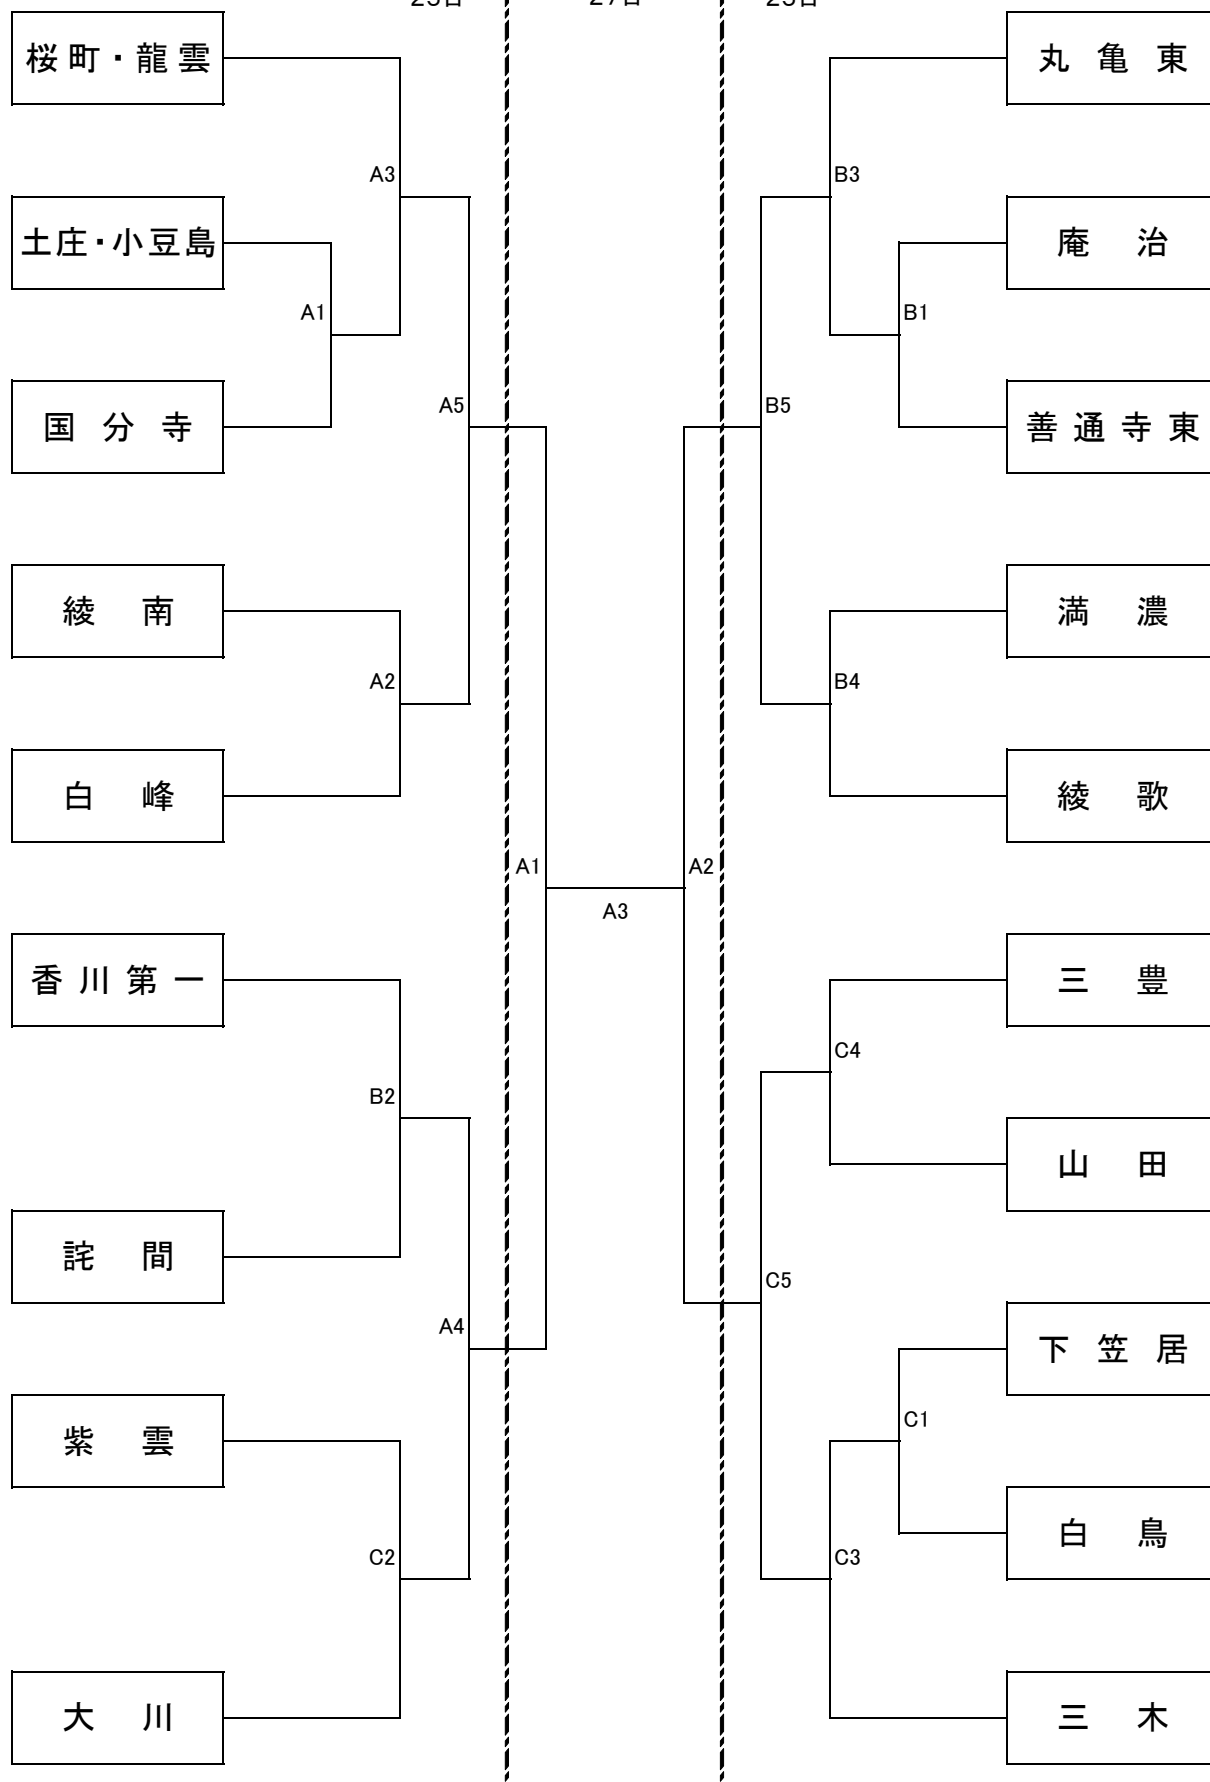 桜町・龍雲
丸亀東
A3
B3
土庄・小豆島
庵治
A1
B1
国分寺
A5
B5
善通寺東
綾南
満濃
A2
B4
白峰
綾歌
A1
A2
A3
香川第一
三豊
C4
B2
山田
詫間
C5
A4
下笠居
紫雲
C1
白鳥
C2
C3
大川
三木